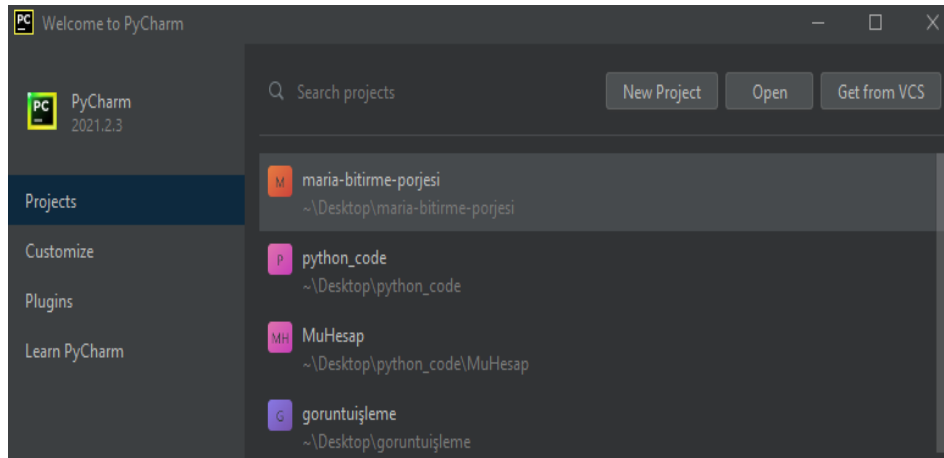 PC Welcome to PyCharm
PC PyCharm
2021.2.3
Projects
Customize
Plugins
Learn PyCharm
Search projects New Project Open Get from VCS
M maria-bitirme-porjesi
~\Desktop\maria-bitirme-porjesi
P python_code
~\Desktop\python_code
MH MuHesap
~\Desktop\python_code\MuHesap
G goruntuişleme
~\Desktop\goruntuişleme